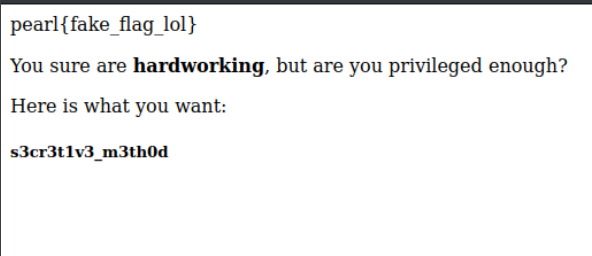 pearl{fake_flag_lol}
You sure are hardworking, but are you privileged enough?
Here is what you want:
s3cr3t1v3_m3th0d